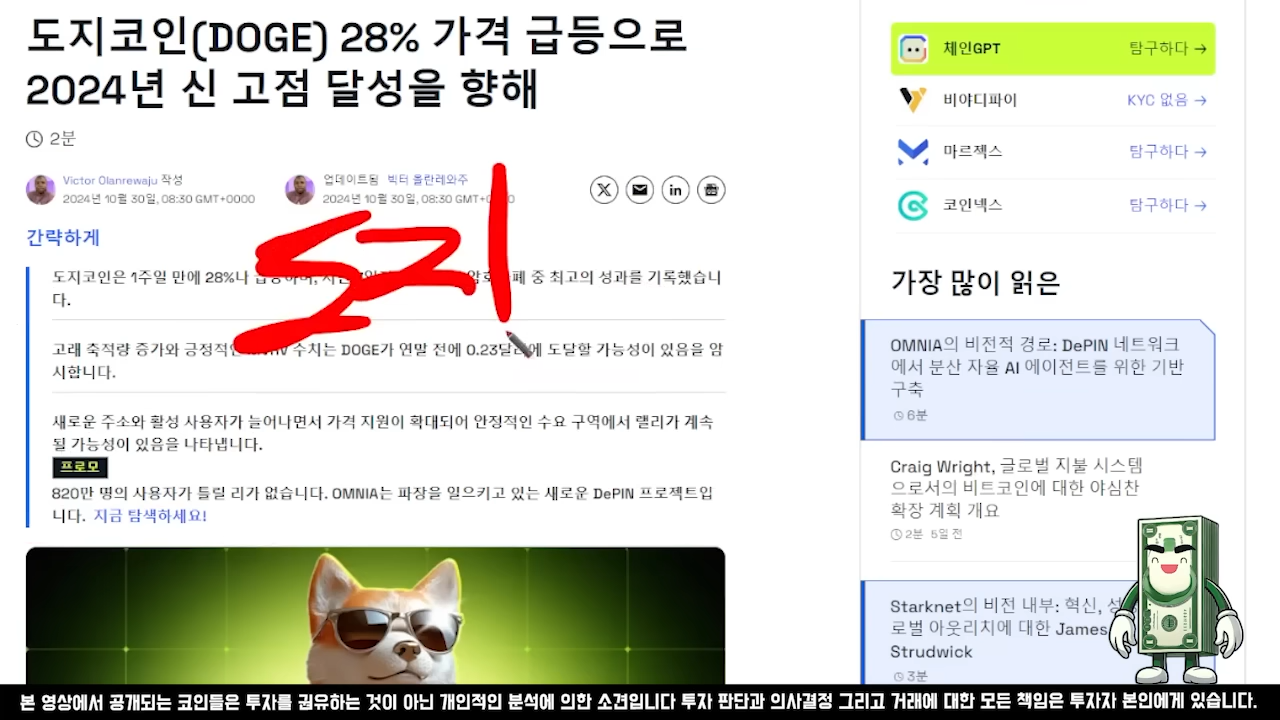 도지코인(DOGE) 28% 가격 급등으로
2024년 신 고점 달성을 향해
2분
Victor Olanrewaju 작성
2024년 10월 30일, 08:30 GMT+0000
업데이트됨 빅터 올란레와주
2024년 10월 30일, 08:30 GMT+0000
간략하게
도지코인은 1주일 만에 28%나 중 최고의 성과를 기록했습니
다.
고래 축적량 증가와 긍정적인 수치는 DOGE가 연말 전에 0.23달러에 도달할 가능성이 있음을 암
시합니다.
새로운 주소와 활성 사용자가 늘어나면서 가격 지원이 확대되어 안정적인 수요 구역에서 랠리가 계속
될 가능성이 있음을 나타냅니다.
프로모
820만 명의 사용자가 틀릴 리가 없습니다. OMNIA는 파장을 일으키고 있는 새로운 DePIN 프로젝트입
니다. 지금 탐색하세요!
도지
체인GPT 탐구하다 →
비야디파이 KYC 없음 →
마르젝스 탐구하다 →
코인넥스 탐구하다 →
가장 많이 읽은
OMNIA의 비전적 경로: DePIN 네트워크
에서 분산 자율 AI 에이전트를 위한 기반
구축
6분
Craig Wright, 글로벌 지불 시스템
으로서의 비트코인에 대한 야심찬
확장 계획 개요
2분 5일 전
Starknet의 비전 내부: 혁신,
로벌 아웃리치에 대한 James
Strudwick
3분
본 영상에서 공개되는 코인들은 투자를 권유하는 것이 아닌 개인적인 분석에 의한 소견입니다 투자 판단과 의사결정 그리고 거래에 대한 모든 책임은 투자자 본인에게 있습니다.